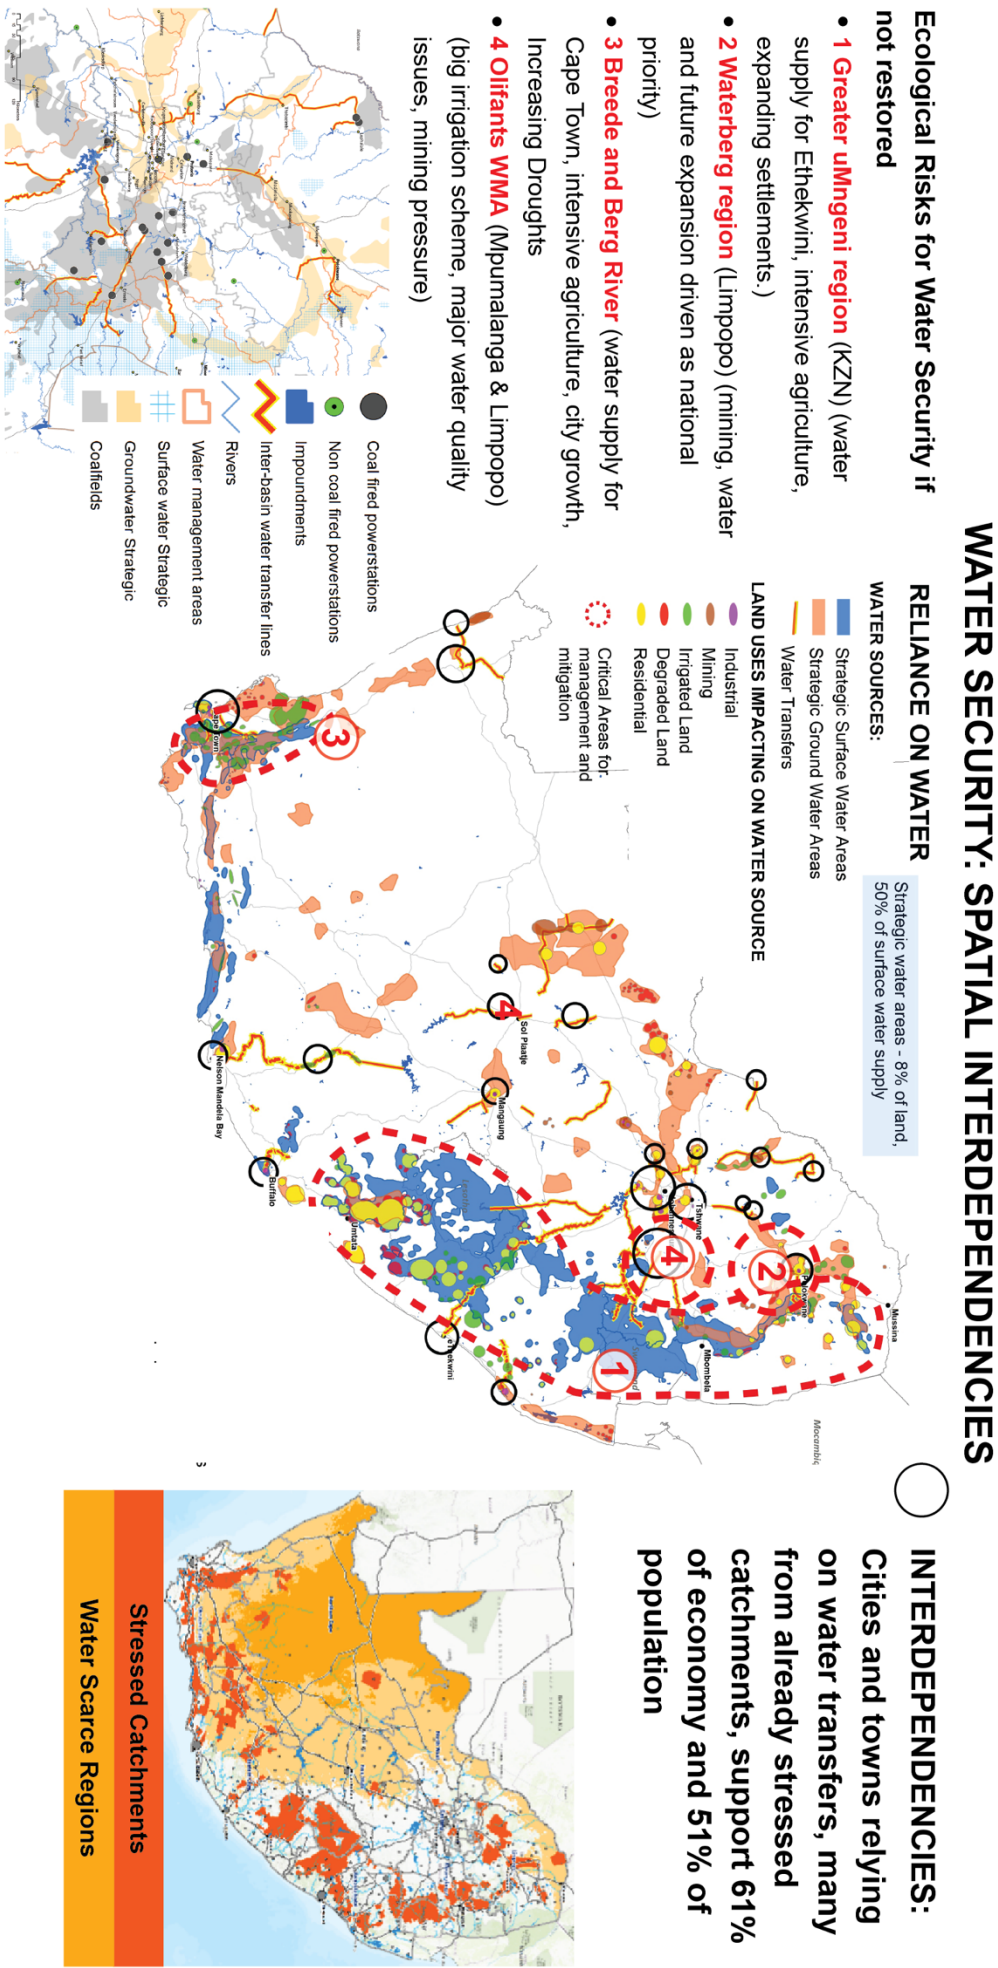 WATER SECURITY: SPATIAL INTERDEPENDENCIES
Ecological Risks for Water Security if
not restored
• 1 Greater uMngeni region (KZN) (water
supply for Ethekwini, intensive agriculture,
expanding settlements.)
• 2 Waterberg region (Limpopo) (mining, water
and future expansion driven as national
priority)
• 3 Breede and Berg River (water supply for
Cape Town, intensive agriculture, city growth,
Increasing Droughts
• 4 Olifants WMA (Mpumalanga & Limpopo)
(big irrigation scheme, major water quality
issues, mining pressure)
Coal fired powerstations
Non coal fired powerstations
Impoundments
Inter-basin water transfer lines
Rivers
Water management areas
Surface water Strategic
Groundwater Strategic
Coalfields
RELIANCE ON WATER
Strategic water areas - 8% of land,
50% of surface water supply
WATER SOURCES:
Strategic Surface Water Areas
Strategic Ground Water Areas
Water Transfers
LAND USES IMPACTING ON WATER SOURCE
Industrial
Mining
Irrigated Land
Degraded Land
Residential
Critical Areas for
management and
mitigation
Mussina
Mocambiq
2
Tshwane
4
Mbombela
1
Sol Plaatje
4
Mangaung
Lesotho
eThekwini
3
Umtata
Buffalo
Nelson Mandela Bay
INTERDEPENDENCIES:
Cities and towns relying
on water transfers, many
from already stressed
catchments, support 61%
of economy and 51% of
population
Stressed Catchments
Water Scarce Regions